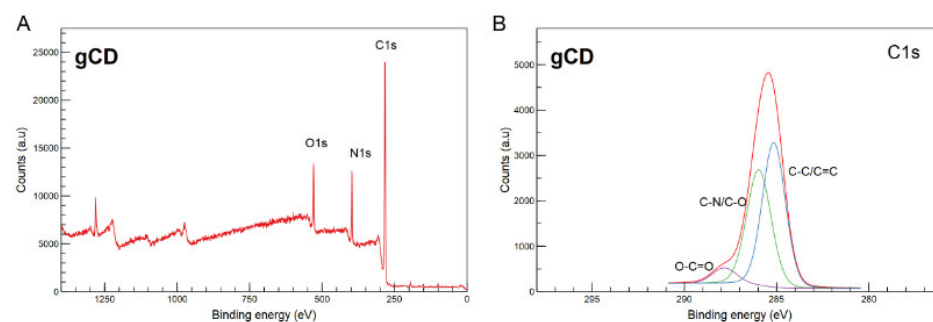 A
gCD
C1s
O1s
N1s
25000
20000
15000
10000
5000
0
Counts (a.u)
1250
1000
750
500
250
0
Binding energy (eV)
B
gCD
C1s
C-C/C=C
C-N/C-O
O-C=O
5000
4000
3000
2000
1000
0
Counts (a.u)
295
290
285
280
Binding energy (eV)